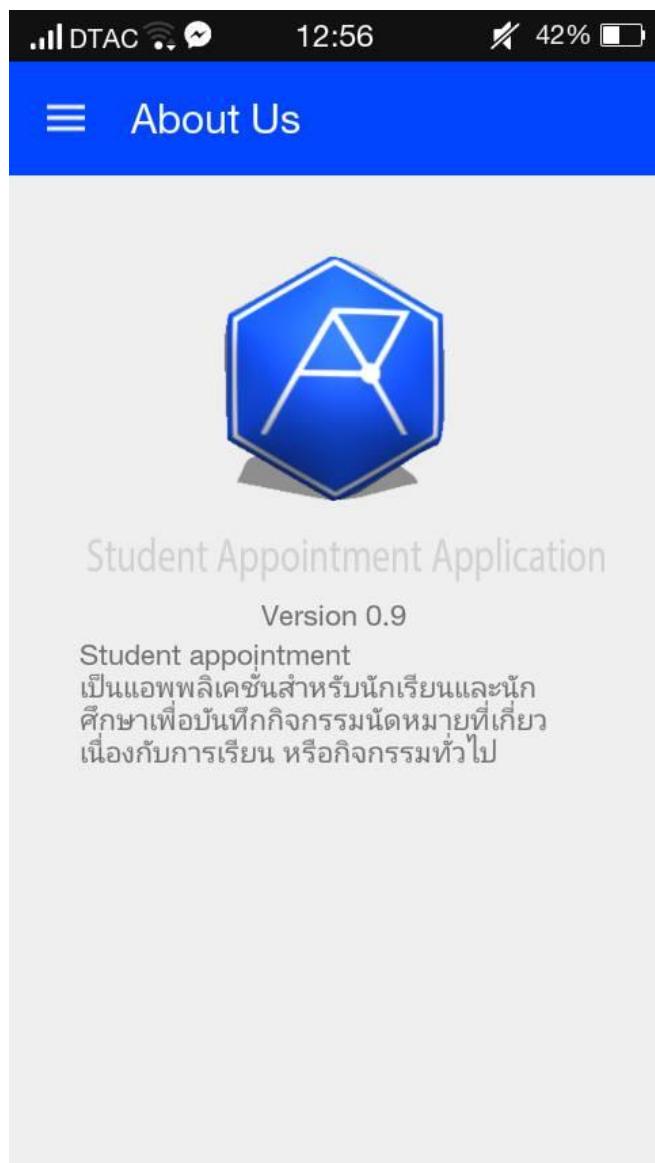 DTAC 12:56 42%
About Us
Student Appointment Application
Version 0.9
Student appointment
เป็นแอพพลิเคชั่นสำหรับนักเรียนและนัก
ศึกษาเพื่อบันทึกกิจกรรมนัดหมายที่เกี่ยว
เนื่องกับการเรียน หรือกิจกรรมทั่วไป